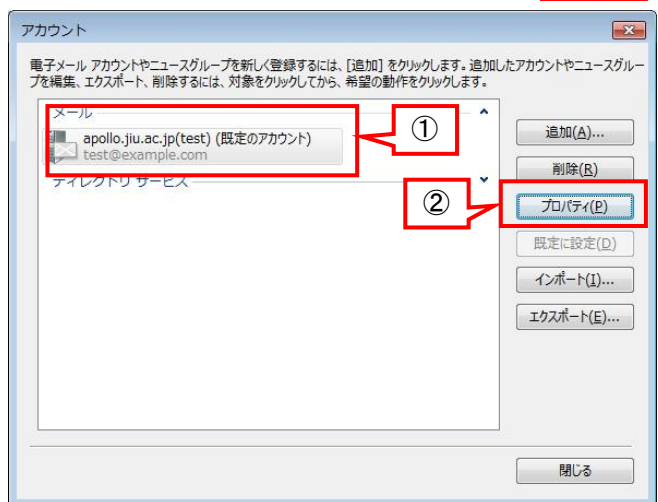 アカウント
電子メール アカウントやニュースグループを新しく登録するには、[追加] をクリックします。追加したアカウントやニュースグルー
プを編集、エクスポート、削除するには、対象をクリックしてから、希望の動作をクリックします。
メール
apollo.jiu.ac.jp(test) (既定のアカウント)
test@example.com
ディレクトリ サービス
①
②
追加(A)...
削除(R)
プロパティ(P)
既定に設定(D)
インポート(I)...
エクスポート(E)...
閉じる